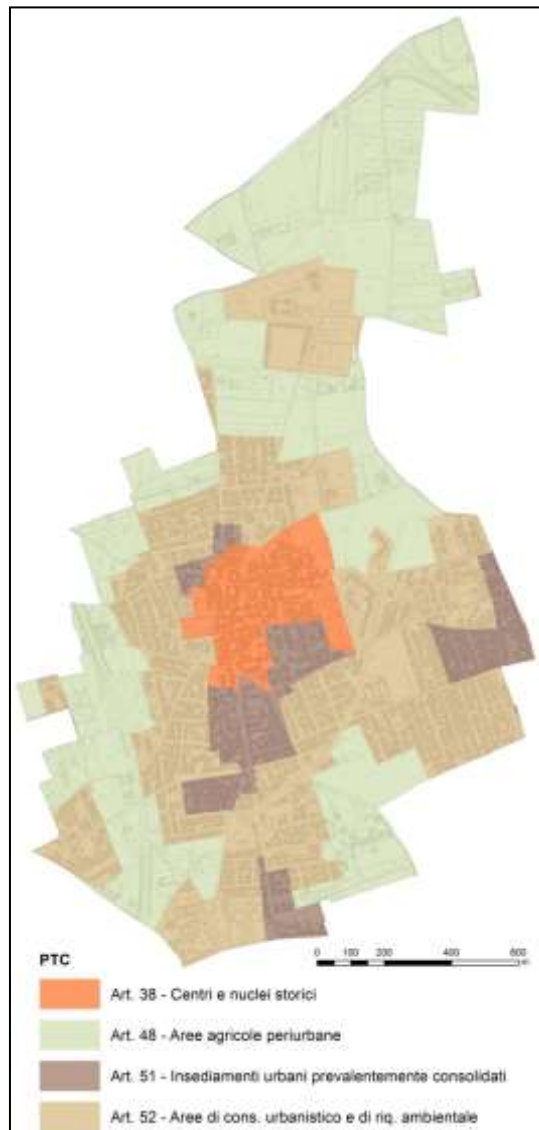 PTC
0 100 200 400 600
Art. 38 - Centri e nuclei storici
Art. 48 - Aree agricole periurbane
Art. 51 - Insediamenti urbani prevalentemente consolidati
Art. 52 - Aree di cons. urbanistico e di riq. ambientale